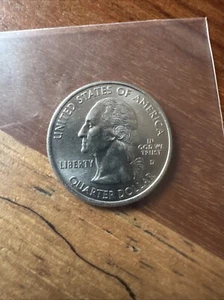 UNITED STATES OF AMERICA
LIBERTY
IN
GOD WE
TRUST
D
QUARTER DOLLAR